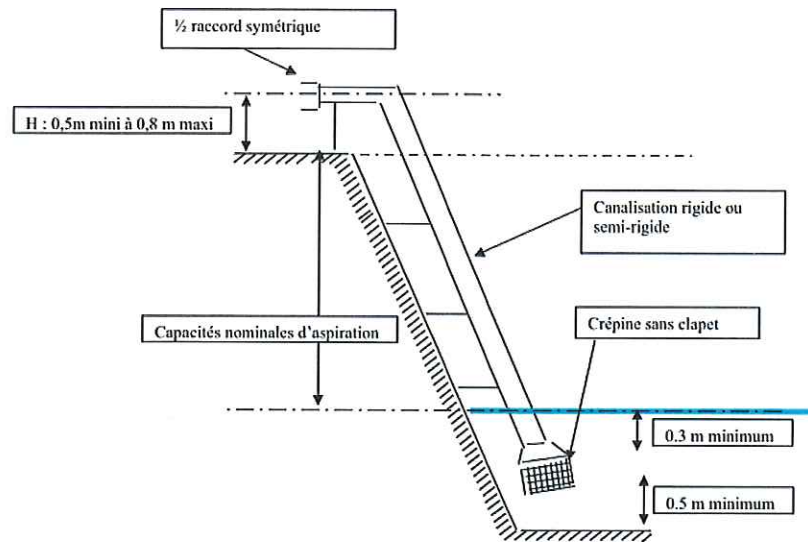 ½ raccord symétrique
H : 0,5m mini à 0,8 m maxi
Canalisation rigide ou
semi-rigide
Capacités nominales d'aspiration
Crépine sans clapet
0.3 m minimum
0.5 m minimum